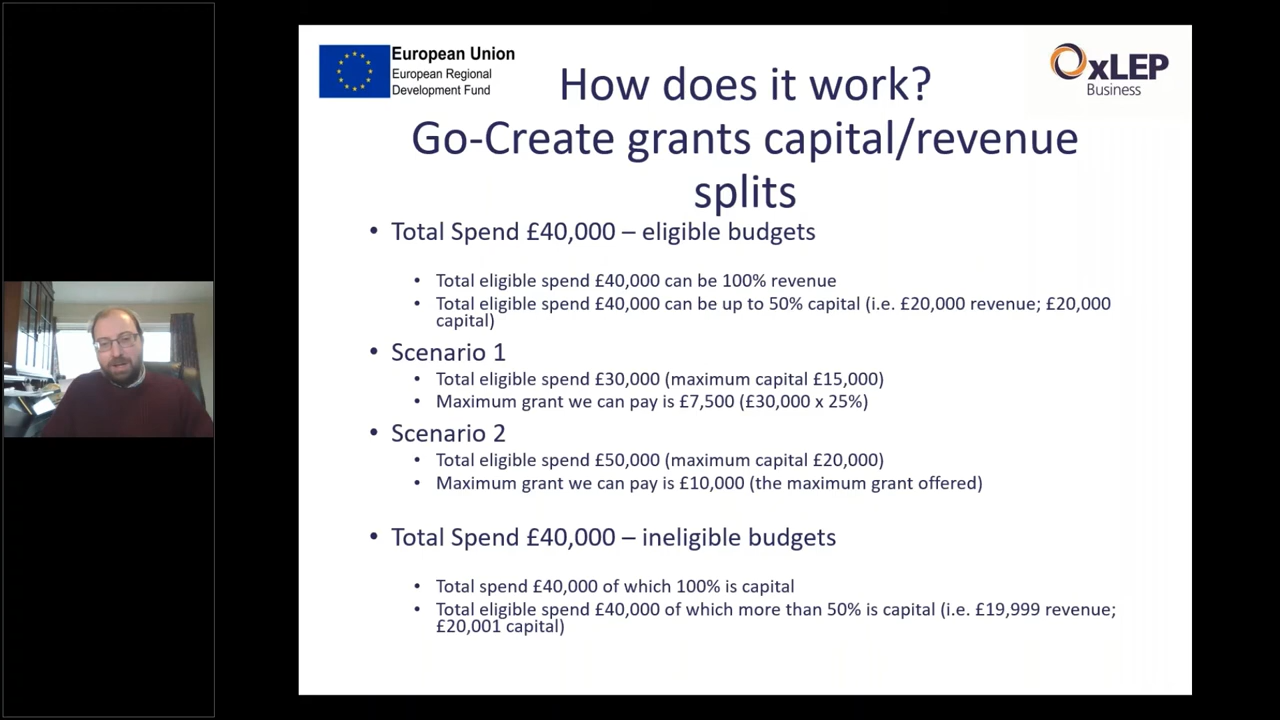 European Union
European Regional
Development Fund
OxLEP
Business
How does it work?
Go-Create grants capital/revenue
splits
• Total Spend £40,000 – eligible budgets
• Total eligible spend £40,000 can be 100% revenue
• Total eligible spend £40,000 can be up to 50% capital (i.e. £20,000 revenue; £20,000
capital)
• Scenario 1
• Total eligible spend £30,000 (maximum capital £15,000)
• Maximum grant we can pay is £7,500 (£30,000 x 25%)
• Scenario 2
• Total eligible spend £50,000 (maximum capital £20,000)
• Maximum grant we can pay is £10,000 (the maximum grant offered)
• Total Spend £40,000 – ineligible budgets
• Total spend £40,000 of which 100% is capital
• Total eligible spend £40,000 of which more than 50% is capital (i.e. £19,999 revenue;
£20,001 capital)